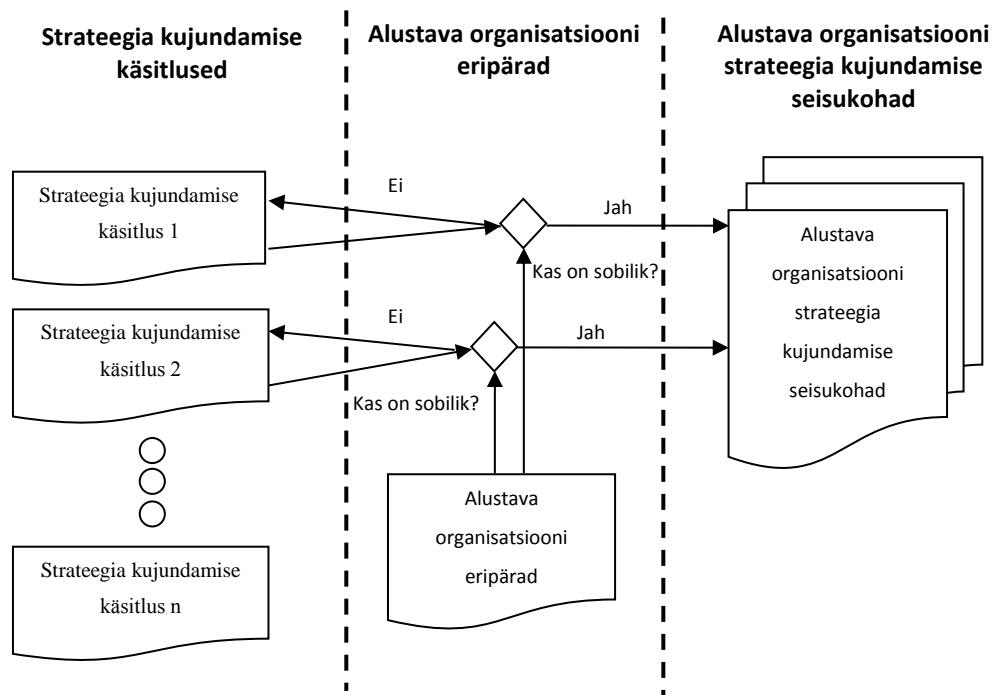 Strateegia kujundamise
käsitlused
Alustava organisatsiooni
eripärad
Alustava organisatsiooni
strateegia kujundamise
seisukohad
Strateegia kujundamise
käsitlus 1
Ei
Jah
Kas on sobilik?
Alustava
organisatsiooni
strateegia
kujundamise
seisukohad
Strateegia kujundamise
käsitlus 2
Ei
Jah
Kas on sobilik?
Alustava
organisatsiooni
eripärad
Strateegia kujundamise
käsitlus n